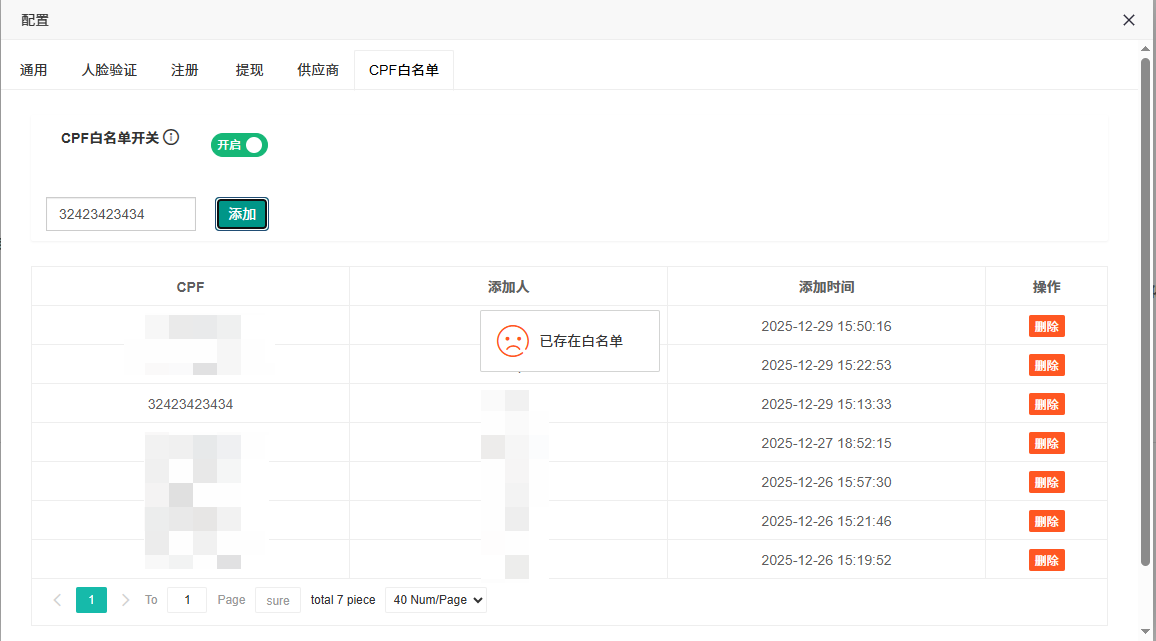 配置
通用 人脸验证 注册 提现 供应商 CPF白名单
CPF白名单开关
开启
32423423434 添加
CPF 添加人 添加时间 操作
2025-12-29 15:50:16 删除
已存在白名单
2025-12-29 15:22:53 删除
32423423434 2025-12-29 15:13:33 删除
2025-12-27 18:52:15 删除
2025-12-26 15:57:30 删除
2025-12-26 15:21:46 删除
2025-12-26 15:19:52 删除
1 To 1 Page sure total 7 piece 40 Num/Page